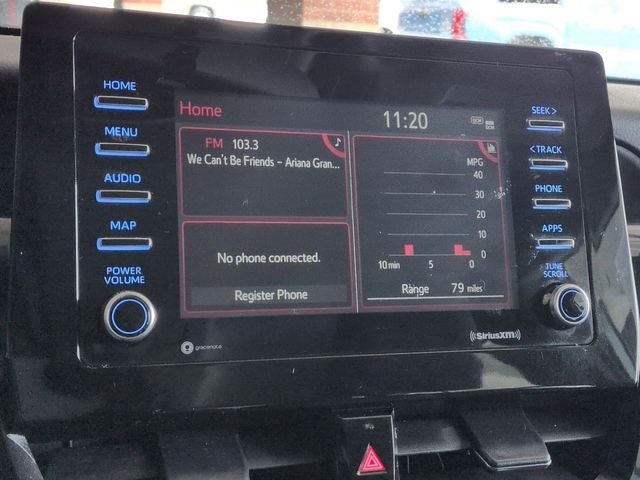 HOME
MENU
AUDIO
MAP
POWER
VOLUME
Home
11:20
FM 103.3
We Can't Be Friends - Ariana Gran...
No phone connected.
Register Phone
MPG
40
30
20
10
0
10 min 5 0
Range 79 miles
SEEK >
< TRACK
PHONE
APPS
TUNE
SCROLL
gracenote
((SiriusXM))